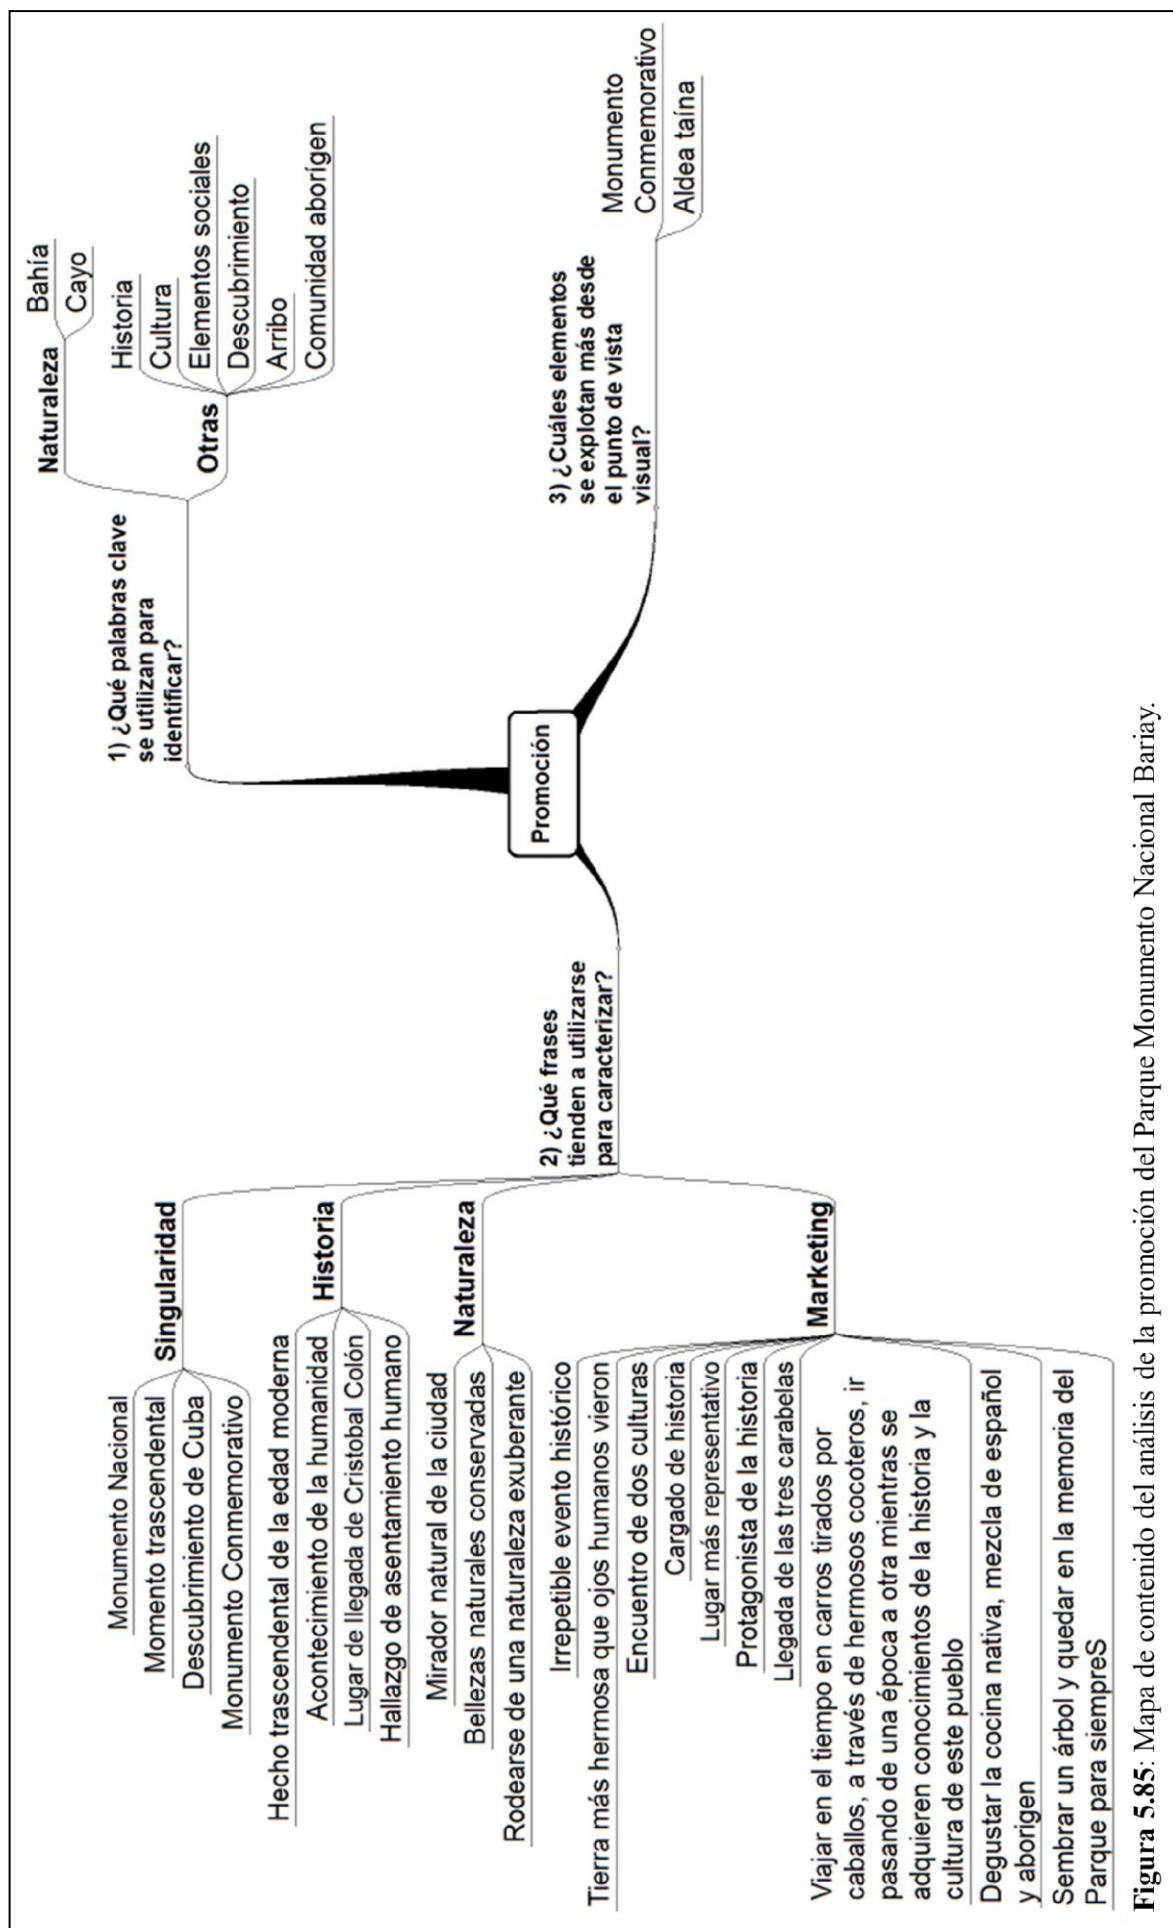 Promoción
1) ¿Qué palabras clave
se utilizan para
identificar?
Naturaleza
Bahía
Cayo
Otras
Historia
Cultura
Elementos sociales
Descubrimiento
Arribo
Comunidad aborígen
2) ¿Qué frases
tienden a utilizarse
para caracterizar?
Singularidad
Monumento Nacional
Momento trascendental
Descubrimiento de Cuba
Monumento Conmemorativo
Historia
Hecho trascendental de la edad moderna
Acontecimiento de la humanidad
Lugar de llegada de Cristobal Colón
Hallazgo de asentamiento humano
Naturaleza
Mirador natural de la ciudad
Bellezas naturales conservadas
Rodearse de una naturaleza exuberante
Marketing
Irrepetible evento histórico
Tierra más hermosa que ojos humanos vieron
Encuentro de dos culturas
Cargado de historia
Lugar más representativo
Protagonista de la historia
Llegada de las tres carabelas
Viajar en el tiempo en carros tirados por
caballos, a través de hermosos cocoteros, ir
pasando de una época a otra mientras se
adquieren conocimientos de la historia y la
cultura de este pueblo
Degustar la cocina nativa, mezcla de español
y aborigen
Sembrar un árbol y quedar en la memoria del
Parque para siempreS
3) ¿Cuáles elementos
se explotan más desde
el punto de vista
visual?
Monumento
Conmemorativo
Aldea taína
Figura 5.85: Mapa de contenido del análisis de la promoción del Parque Monumento Nacional Bariay.